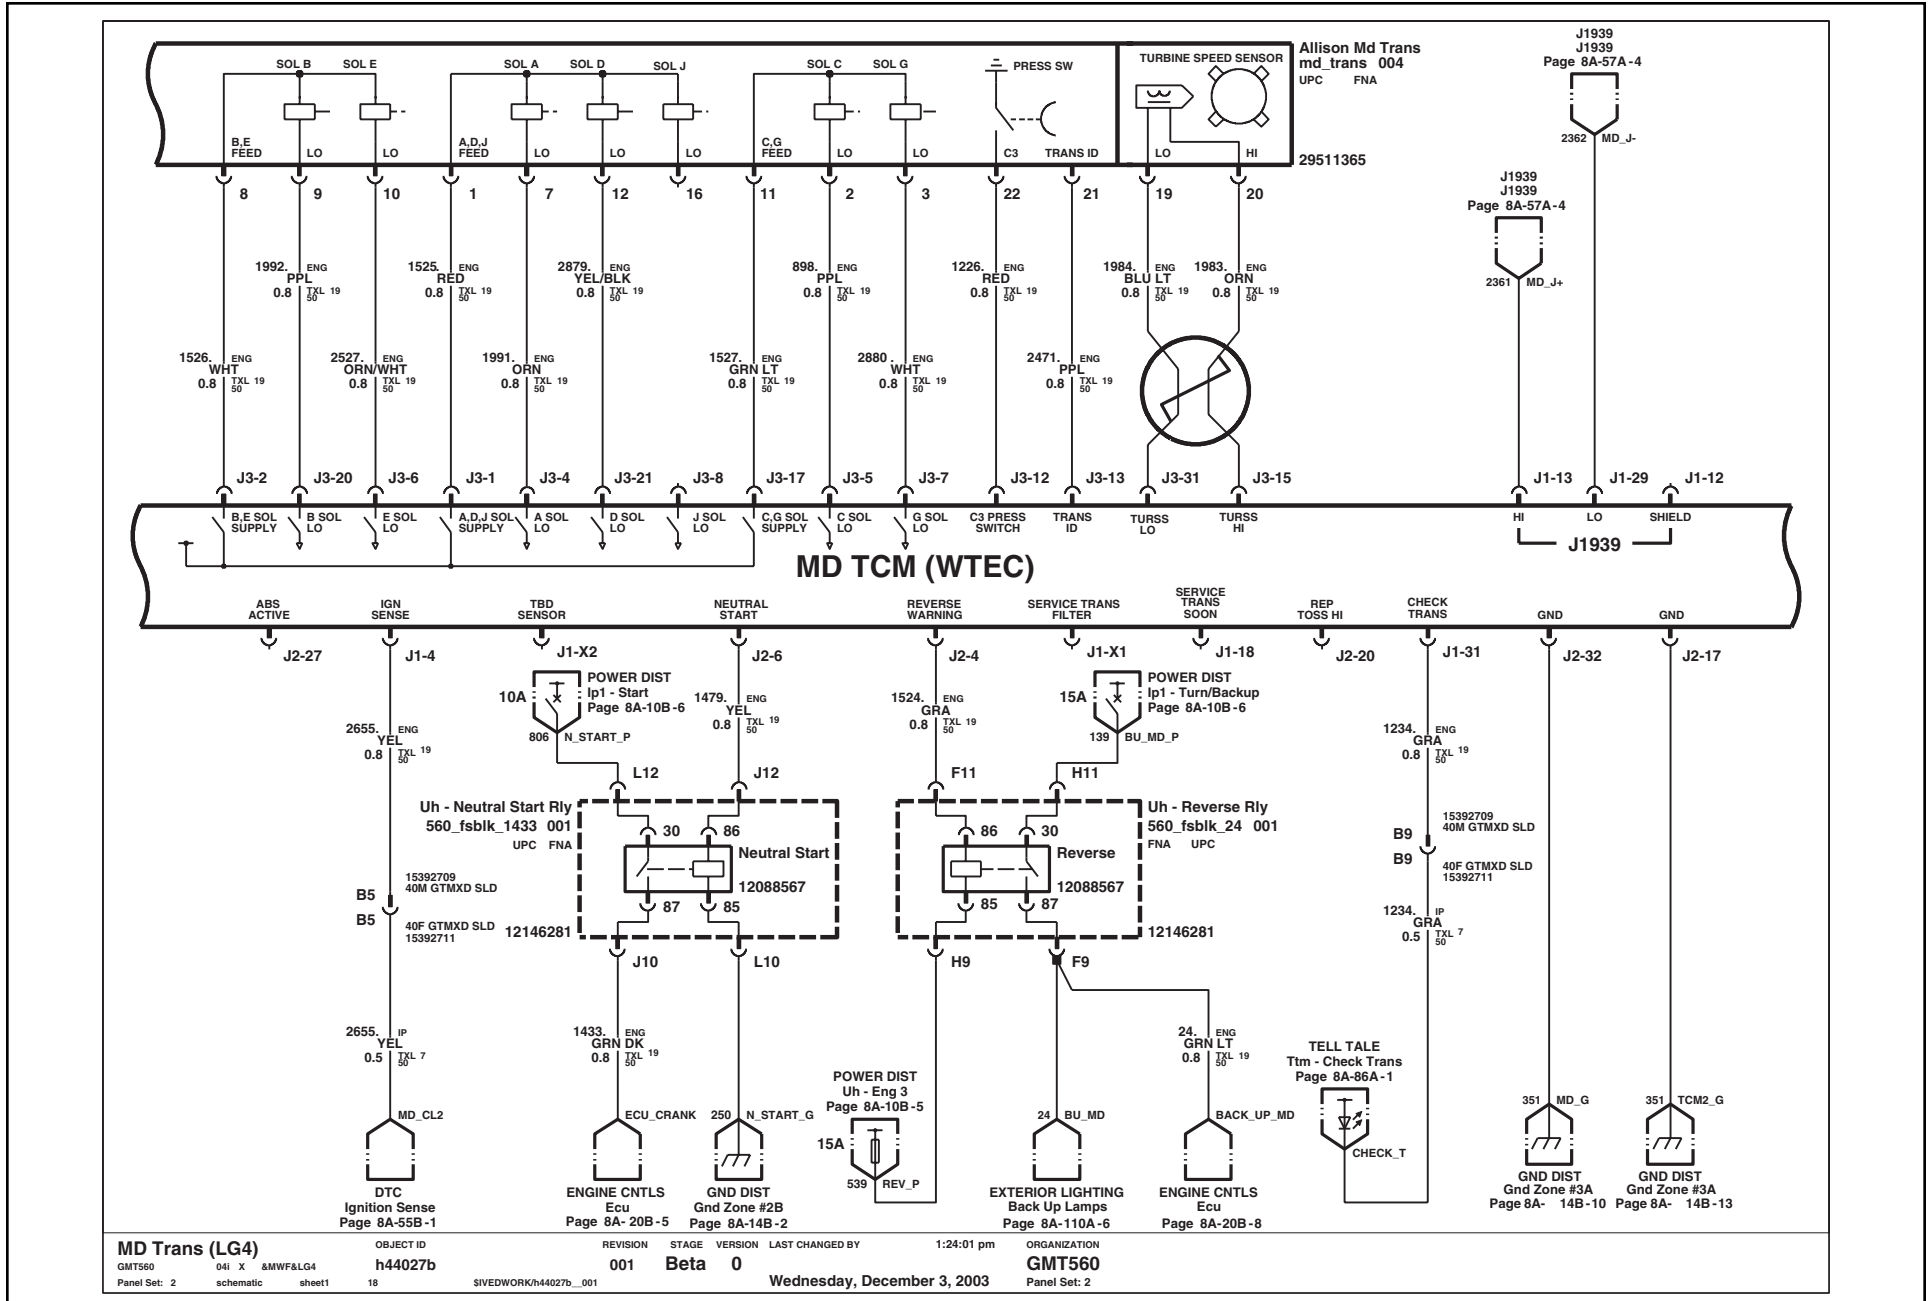 SOL B SOL E SOL A SOL D SOL J SOL C SOL G PRESS SW TURBINE SPEED SENSOR
Allison Md Trans
md_trans 004
UPC FNA
J1939
J1939
Page 8A-57A-4
2362 MD_J-
B,E
FEED
LO
LO
A,D,J
FEED
LO
LO
LO
C,G
FEED
LO
LO
C3
TRANS ID
LO
HI
29511365
8 9 10 1 7 12 16 11 2 3 22 21 19 20
J1939
J1939
Page 8A-57A-4
2361 MD_J+
1992. ENG
PPL
0.8 TXL 19
50
1525. ENG
RED
0.8 TXL 19
50
2879. ENG
YEL/BLK
0.8 TXL 19
50
898. ENG
PPL
0.8 TXL 19
50
1226. ENG
RED
0.8 TXL 19
50
1984. ENG
BLU LT
0.8 TXL 19
50
1983. ENG
ORN
0.8 TXL 19
50
1526. ENG
WHT
0.8 TXL 19
50
2527. ENG
ORN/WHT
0.8 TXL 19
50
1991. ENG
ORN
0.8 TXL 19
50
1527. ENG
GRN LT
0.8 TXL 19
50
2880 . ENG
WHT
0.8 TXL 19
50
2471. ENG
PPL
0.8 TXL 19
50
J3-2 J3-20 J3-6 J3-1 J3-4 J3-21 J3-8 J3-17 J3-5 J3-7 J3-12 J3-13 J3-31 J3-15 J1-13 J1-29 J1-12
B,E SOL
SUPPLY
B SOL
LO
E SOL
LO
A,D,J SOL
SUPPLY
A SOL
LO
D SOL
LO
J SOL
LO
C,G SOL
SUPPLY
C SOL
LO
G SOL
LO
C3 PRESS
SWITCH
TRANS
ID
TURSS
LO
TURSS
HI
HI
LO
SHIELD
J1939
MD TCM (WTEC)
ABS
ACTIVE
IGN
SENSE
TBD
SENSOR
NEUTRAL
START
REVERSE
WARNING
SERVICE TRANS
FILTER
SERVICE
TRANS
SOON
REP
TOSS HI
CHECK
TRANS
GND
GND
J2-27 J1-4 J1-X2 J2-6 J2-4 J1-X1 J1-18 J2-20 J1-31 J2-32 J2-17
10A
POWER DIST
Ip1 - Start
Page 8A-10B-6
806 N_START_P
1479. ENG
YEL
0.8 TXL 19
50
1524. ENG
GRA
0.8 TXL 19
50
15A
POWER DIST
Ip1 - Turn/Backup
Page 8A-10B-6
139 BU_MD_P
2655. ENG
YEL
0.8 TXL 19
50
1234. ENG
GRA
0.8 TXL 19
50
L12 J12 F11 H11
Uh - Neutral Start Rly
560_fsblk_1433 001
UPC FNA
30 86
Neutral Start
12088567
87 85
12146281
J10 L10
86 30
Reverse
12088567
85 87
Uh - Reverse Rly
560_fsblk_24 001
FNA UPC
12146281
H9 F9
B5
15392709
40M GTMXD SLD
B5
40F GTMXD SLD
15392711
B9
15392709
40M GTMXD SLD
B9
40F GTMXD SLD
15392711
1234. IP
GRA
0.5 TXL 7
50
2655. IP
YEL
0.5 TXL 7
50
1433. ENG
GRN DK
0.8 TXL 19
50
24. ENG
GRN LT
0.8 TXL 19
50
MD_CL2
DTC
Ignition Sense
Page 8A-55B-1
ECU_CRANK
ENGINE CNTLS
Ecu
Page 8A- 20B-5
250 N_START_G
GND DIST
Gnd Zone #2B
Page 8A-14B-2
POWER DIST
Uh - Eng 3
Page 8A-10B-5
15A
539 REV_P
24 BU_MD
EXTERIOR LIGHTING
Back Up Lamps
Page 8A-110A-6
BACK_UP_MD
ENGINE CNTLS
Ecu
Page 8A-20B-8
TELL TALE
Ttm - Check Trans
Page 8A-86A-1
CHECK_T
351 MD_G
GND DIST
Gnd Zone #3A
Page 8A- 14B-10
351 TCM2_G
GND DIST
Gnd Zone #3A
Page 8A- 14B-13
MD Trans (LG4) OBJECT ID REVISION STAGE VERSION LAST CHANGED BY 1:24:01 pm ORGANIZATION
GMT560 04i X &MWF&LG4 h44027b 001 Beta 0 GMT560
Panel Set: 2 schematic sheet1 18 $IVEDWORK/h44027b__001 Wednesday, December 3, 2003 Panel Set: 2